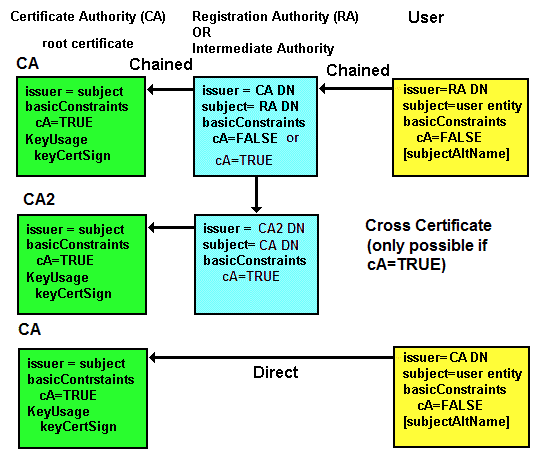 Certificate Authority (CA)
root certificate
Registration Authority (RA)
OR
Intermediate Authority
User
CA
Chained
Chained
issuer = subject
basicConstraints
cA=TRUE
KeyUsage
keyCertSign
issuer = CA DN
subject= RA DN
basicConstraints
cA=FALSE or
cA=TRUE
issuer=RA DN
subject=user entity
basicConstraints
cA=FALSE
[subjectAltName]
CA2
issuer = subject
basicConstraints
cA=TRUE
KeyUsage
keyCertSign
issuer = CA2 DN
subject= CA DN
basicConstraints
cA=TRUE
Cross Certificate
(only possible if
cA=TRUE)
CA
issuer = subject
basicContrstaints
cA=TRUE
KeyUsage
keyCertSign
Direct
issuer=CA DN
subject=user entity
basicConstraints
cA=FALSE
[subjectAltName]